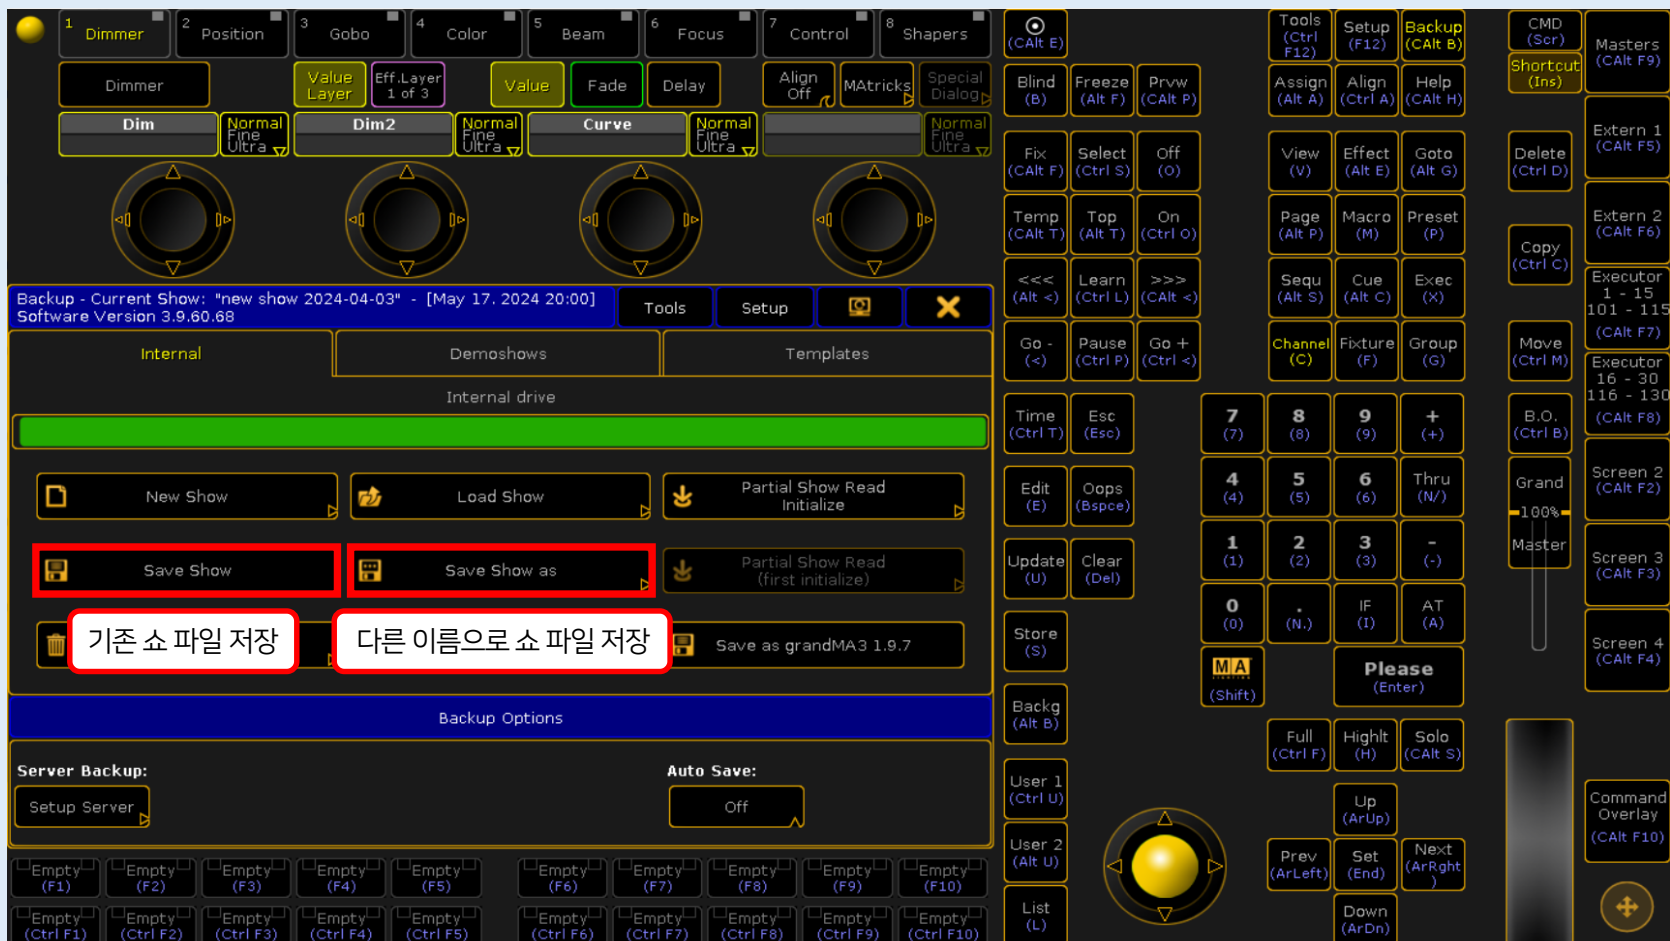 1 Dimmer
2 Position
3 Gobo
4 Color
5 Beam
6 Focus
7 Control
8 Shapers
Dimmer
Value
Layer
Eff.Layer
1 of 3
Value
Fade
Delay
Align
Off
MAtricks
Special
Dialog
Dim
Normal
Fine
Ultra
Dim2
Normal
Fine
Ultra
Curve
Normal
Fine
Ultra
Normal
Fine
Ultra
Backup - Current Show: "new show 2024-04-03" - [May 17. 2024 20:00]
Software Version 3.9.60.68
Tools
Setup
Internal
Demoshows
Templates
Internal drive
New Show
Load Show
Partial Show Read
Initialize
Save Show
Save Show as
Partial Show Read
(first initialize)
기존 쇼 파일 저장
다른 이름으로 쇼 파일 저장
Save as grandMA3 1.9.7
Backup Options
Server Backup:
Auto Save:
Setup Server
Off
Empty
(F1)
Empty
(F2)
Empty
(F3)
Empty
(F4)
Empty
(F5)
Empty
(F6)
Empty
(F7)
Empty
(F8)
Empty
(F9)
Empty
(F10)
Empty
(Ctrl F1)
Empty
(Ctrl F2)
Empty
(Ctrl F3)
Empty
(Ctrl F4)
Empty
(Ctrl F5)
Empty
(Ctrl F6)
Empty
(Ctrl F7)
Empty
(Ctrl F8)
Empty
(Ctrl F9)
Empty
(Ctrl F10)
(CAlt E)
Tools
(Ctrl
F12)
Setup
(F12)
Backup
(CAlt B)
CMD
(Scr)
Masters
(CAlt F9)
Shortcut
(Ins)
Blind
(B)
Freeze
(Alt F)
Prvw
(CAlt P)
Assign
(Alt A)
Align
(Ctrl A)
Help
(CAlt H)
Extern 1
(CAlt F5)
Fix
(CAlt F)
Select
(Ctrl S)
Off
(O)
View
(V)
Effect
(Alt E)
Goto
(Alt G)
Delete
(Ctrl D)
Temp
(CAlt T)
Top
(Alt T)
On
(Ctrl O)
Page
(Alt P)
Macro
(M)
Preset
(P)
Extern 2
(CAlt F6)
Copy
(Ctrl C)
<<<
(Alt <)
Learn
(Ctrl L)
>>>
(CAlt <)
Sequ
(Alt S)
Cue
(Alt C)
Exec
(X)
Executor
1 - 15
101 - 115
(CAlt F7)
Go -
(<)
Pause
(Ctrl P)
Go +
(Ctrl <)
Channel
(C)
Fixture
(F)
Group
(G)
Move
(Ctrl M)
Executor
16 - 30
116 - 130
(CAlt F8)
Time
(Ctrl T)
Esc
(Esc)
7
(7)
8
(8)
9
(9)
+
(+)
B.O.
(Ctrl B)
Edit
(E)
Oops
(Bspce)
4
(4)
5
(5)
6
(6)
Thru
(N/)
Grand
100%
Master
Screen 2
(CAlt F2)
Update
(U)
Clear
(Del)
1
(1)
2
(2)
3
(3)
-
(-)
Screen 3
(CAlt F3)
Store
(S)
0
(0)
.
(N.)
IF
(I)
AT
(A)
Screen 4
(CAlt F4)
MA
(Shift)
Please
(Enter)
Backg
(Alt B)
Full
(Ctrl F)
Highlt
(H)
Solo
(CAlt S)
User 1
(Ctrl U)
Up
(ArUp)
Command
Overlay
(CAlt F10)
User 2
(Alt U)
Prev
(ArLeft)
Set
(End)
Next
(ArRght
)
List
(L)
Down
(ArDn)